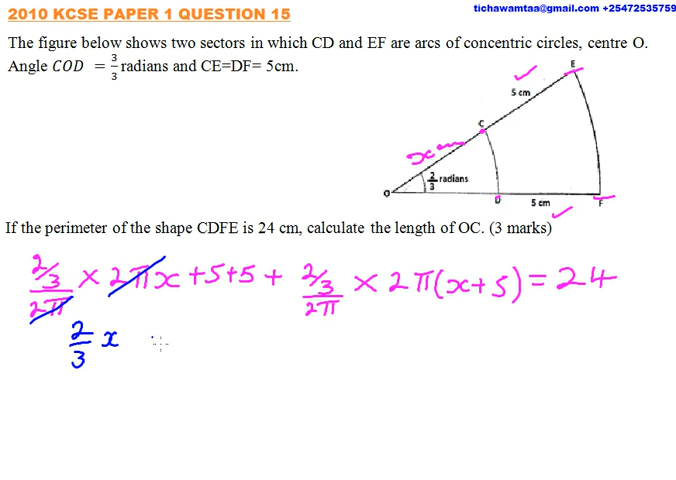 2010 KCSE PAPER 1 QUESTION 15
tichawamtaa@gmail.com +25472535759
The figure below shows two sectors in which CD and EF are arcs of concentric circles, centre O.
Angle COD = 3/3 radians and CE=DF= 5cm.
E
5 cm
C
x cm
2/3 radians
O
D
5 cm
F
If the perimeter of the shape CDFE is 24 cm, calculate the length of OC. (3 marks)
(2/3)/(2π) × 2πx + 5 + 5 + (2/3)/(2π) × 2π(x+5) = 24
2/3 x